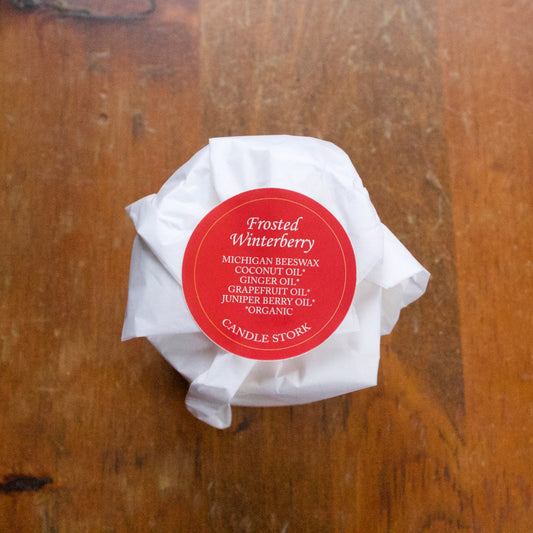 Frosted
Winterberry
MICHIGAN BEESWAX
COCONUT OIL*
GINGER OIL*
GRAPEFRUIT OIL*
JUNIPER BERRY OIL*
*ORGANIC
CANDLE STORK